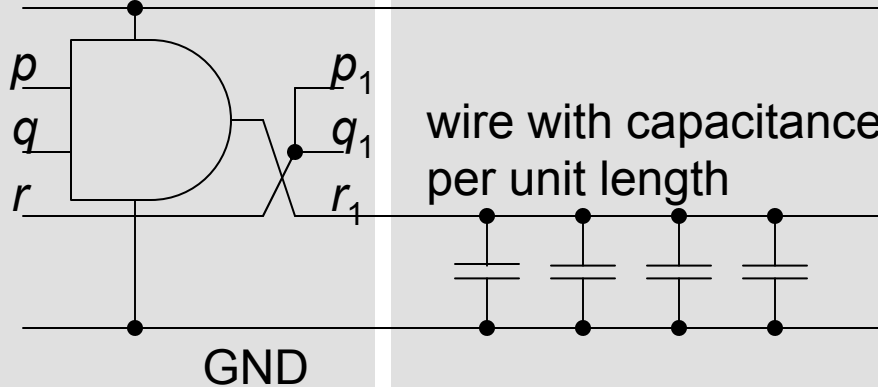 p
p₁
q
q₁
r
r₁
wire with capacitance
per unit length
GND